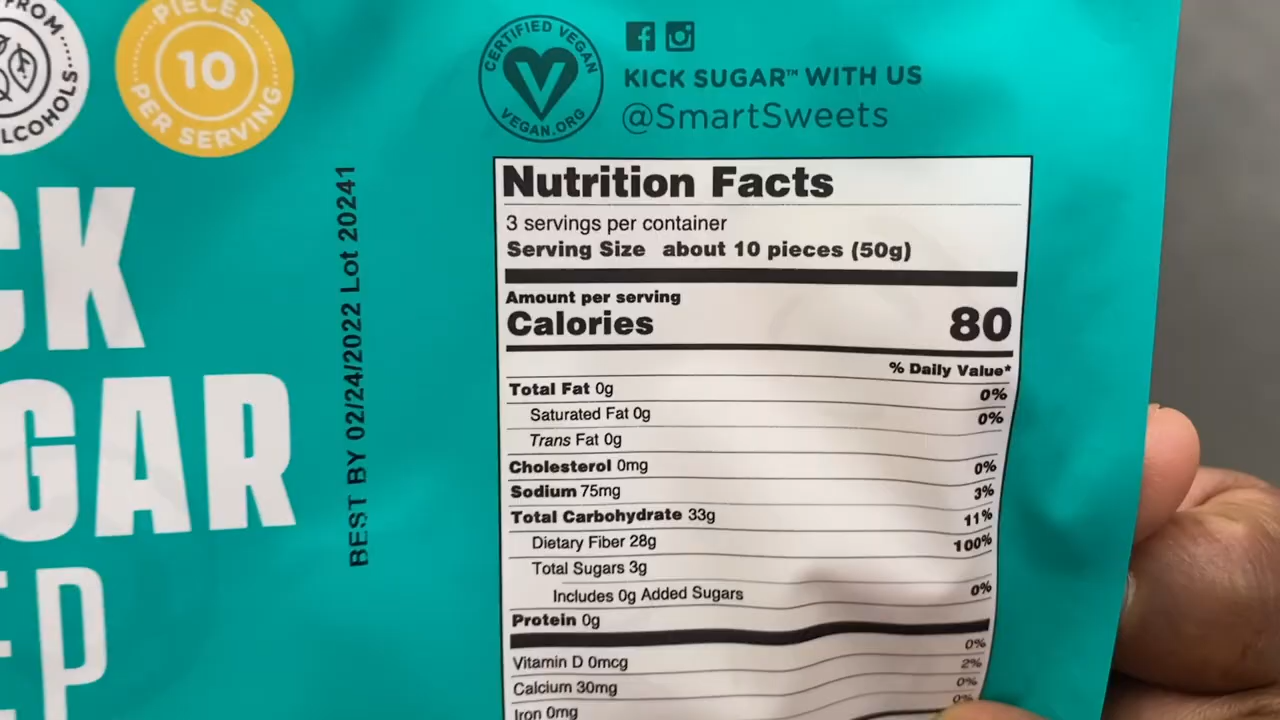 FROM
LCOHOLS
PIECES
10
PER SERVING
CK
GAR
EP
BEST BY 02/24/2022 Lot 20241
CERTIFIED VEGAN
V
VEGAN.ORG
KICK SUGAR™ WITH US
@SmartSweets
Nutrition Facts
3 servings per container
Serving Size about 10 pieces (50g)
Amount per serving
Calories 80
% Daily Value*
Total Fat 0g 0%
Saturated Fat 0g 0%
Trans Fat 0g
Cholesterol 0mg 0%
Sodium 75mg 3%
Total Carbohydrate 33g 11%
Dietary Fiber 28g 100%
Total Sugars 3g
Includes 0g Added Sugars 0%
Protein 0g
Vitamin D 0mcg 0%
Calcium 30mg 2%
Iron 0mg 0%
0%